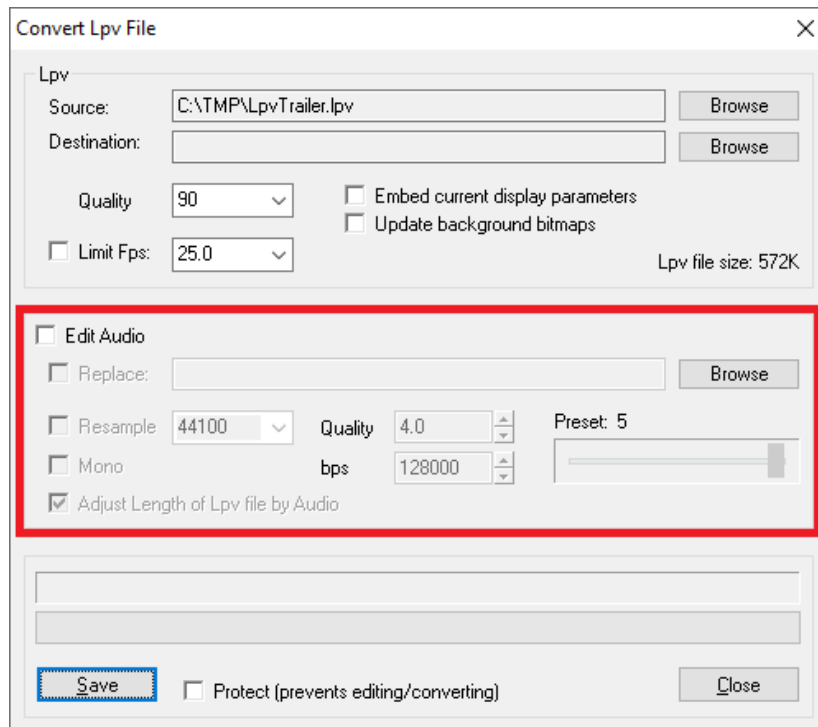 Convert Lpv File
Lpv
Source: C:\TMP\LpvTrailer.lpv Browse
Destination: Browse
Quality 90 Embed current display parameters
Update background bitmaps
Limit Fps: 25.0
Lpv file size: 572K
Edit Audio
Replace: Browse
Resample 44100 Quality 4.0 Preset: 5
Mono bps 128000
Adjust Length of Lpv file by Audio
Save Protect (prevents editing/converting) Close